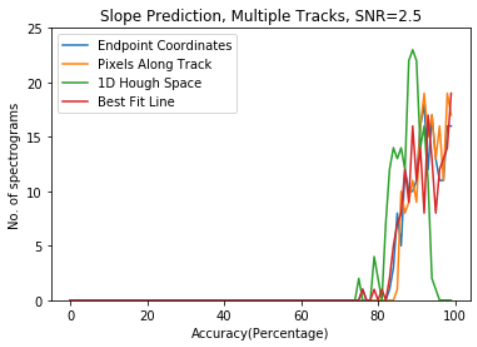 Slope Prediction, Multiple Tracks, SNR=2.5
No. of spectrograms
25
20
15
10
5
0
Endpoint Coordinates
Pixels Along Track
1D Hough Space
Best Fit Line
0 20 40 60 80 100
Accuracy(Percentage)